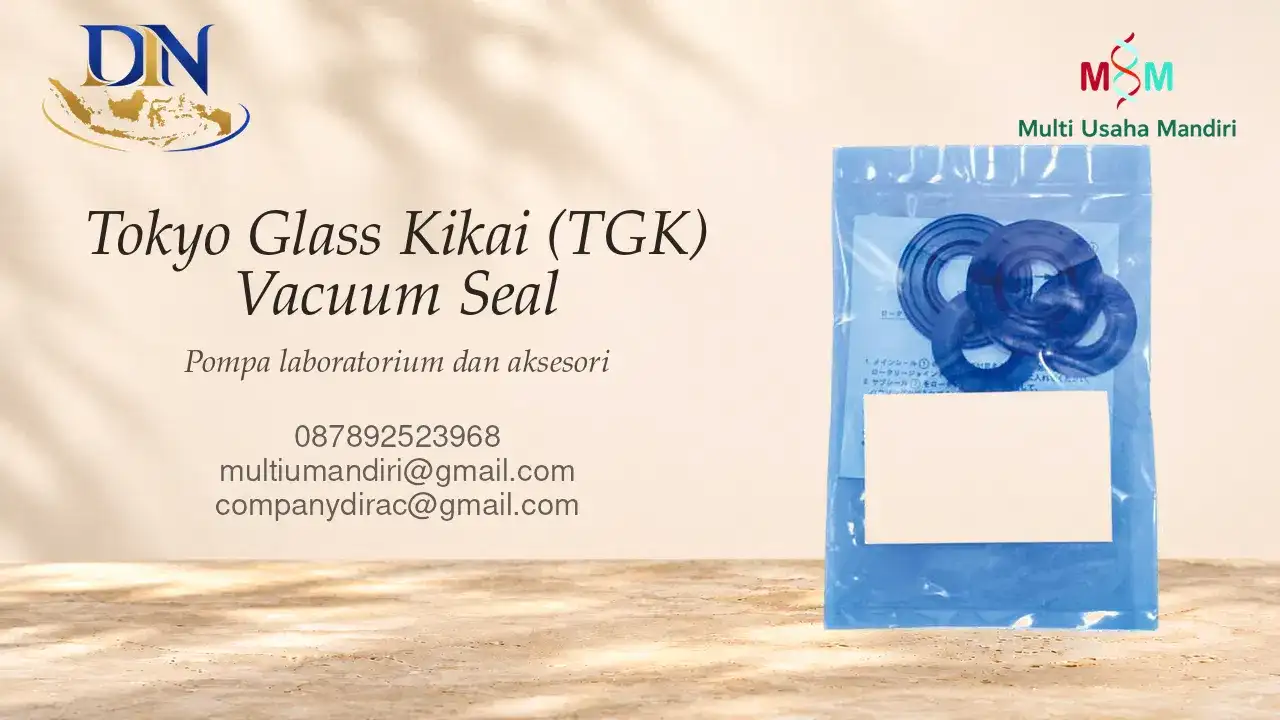 DN
M M
Multi Usaha Mandiri
Tokyo Glass Kikai (TGK)
Vacuum Seal
Pompa laboratorium dan aksesori
087892523968
multiumandiri@gmail.com
companydirac@gmail.com